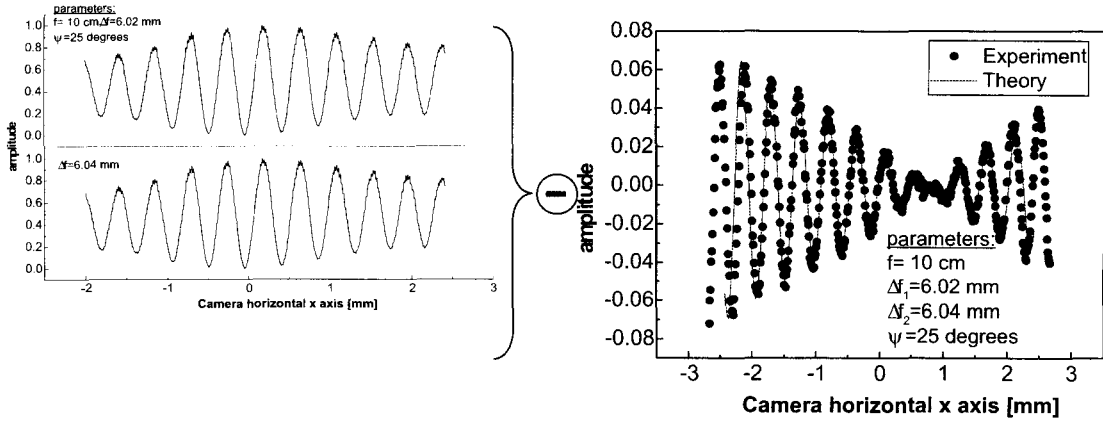 parameters:
f= 10 cm,Δf=6.02 mm
ψ =25 degrees
1.0
0.8
0.6
0.4
0.2
0.0
Δf=6.04 mm
1.0
0.8
0.6
0.4
0.2
0.0
amplitude
-2
-1
0
1
2
3
Camera horizontal x axis [mm]
amplitude
0.08
0.06
0.04
0.02
0.00
-0.02
-0.04
-0.06
-0.08
Experiment
Theory
parameters:
f= 10 cm
Δf₁=6.02 mm
Δf₂=6.04 mm
ψ =25 degrees
-3
-2
-1
0
1
2
3
Camera horizontal x axis [mm]